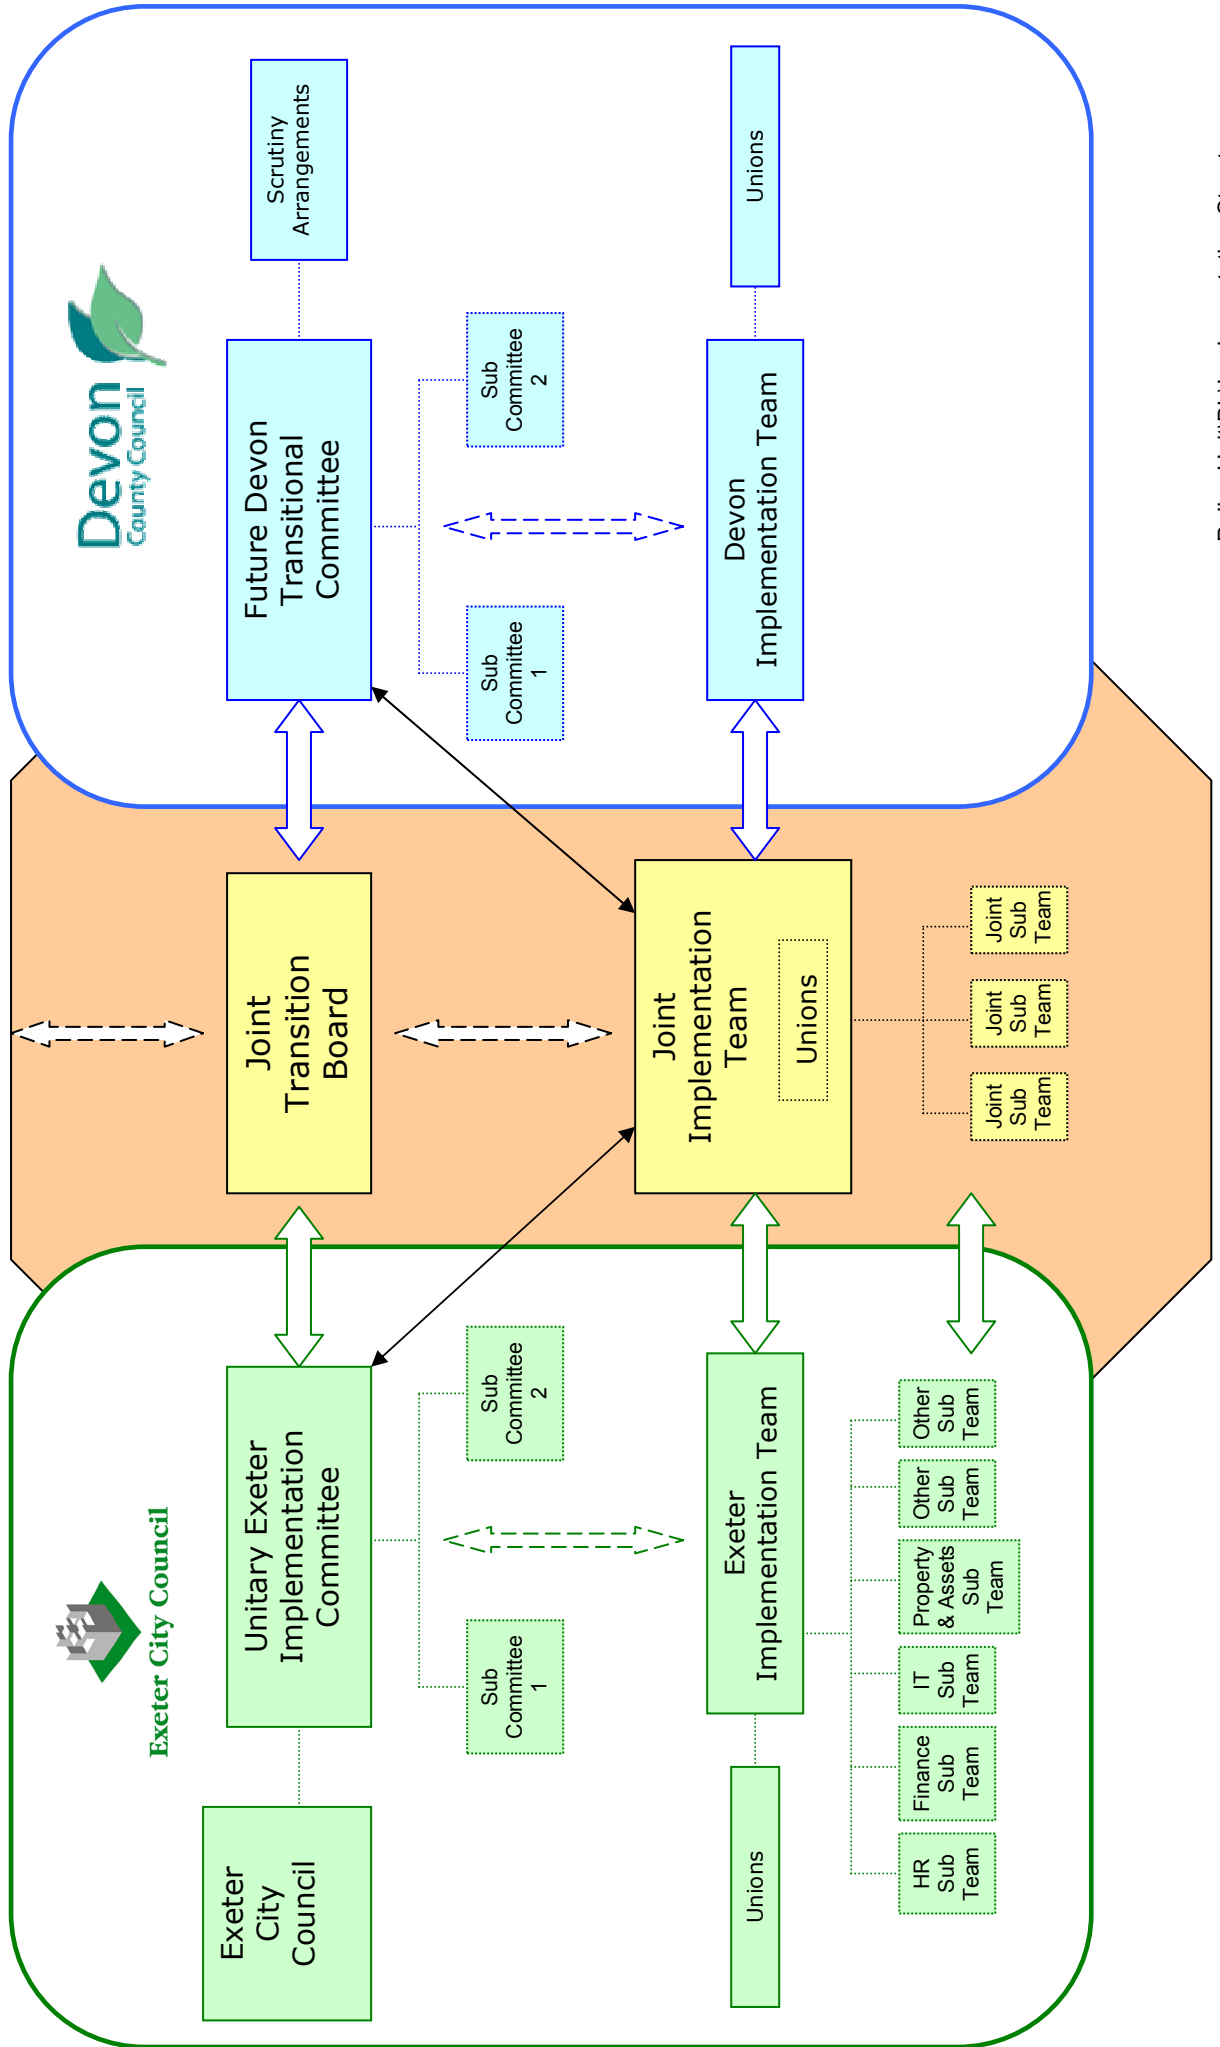 Exeter City Council
Devon
County Council
Exeter
City
Council
Unitary Exeter
Implementation
Committee
Joint
Transition
Board
Future Devon
Transitional
Committee
Scrutiny
Arrangements
Sub
Committee
1
Sub
Committee
2
Sub
Committee
1
Sub
Committee
2
Unions
Exeter
Implementation Team
Joint
Implementation
Team
Unions
Devon
Implementation Team
Unions
HR
Sub
Team
Finance
Sub
Team
IT
Sub
Team
Property
& Assets
Sub
Team
Other
Sub
Team
Other
Sub
Team
Joint
Sub
Team
Joint
Sub
Team
Joint
Sub
Team